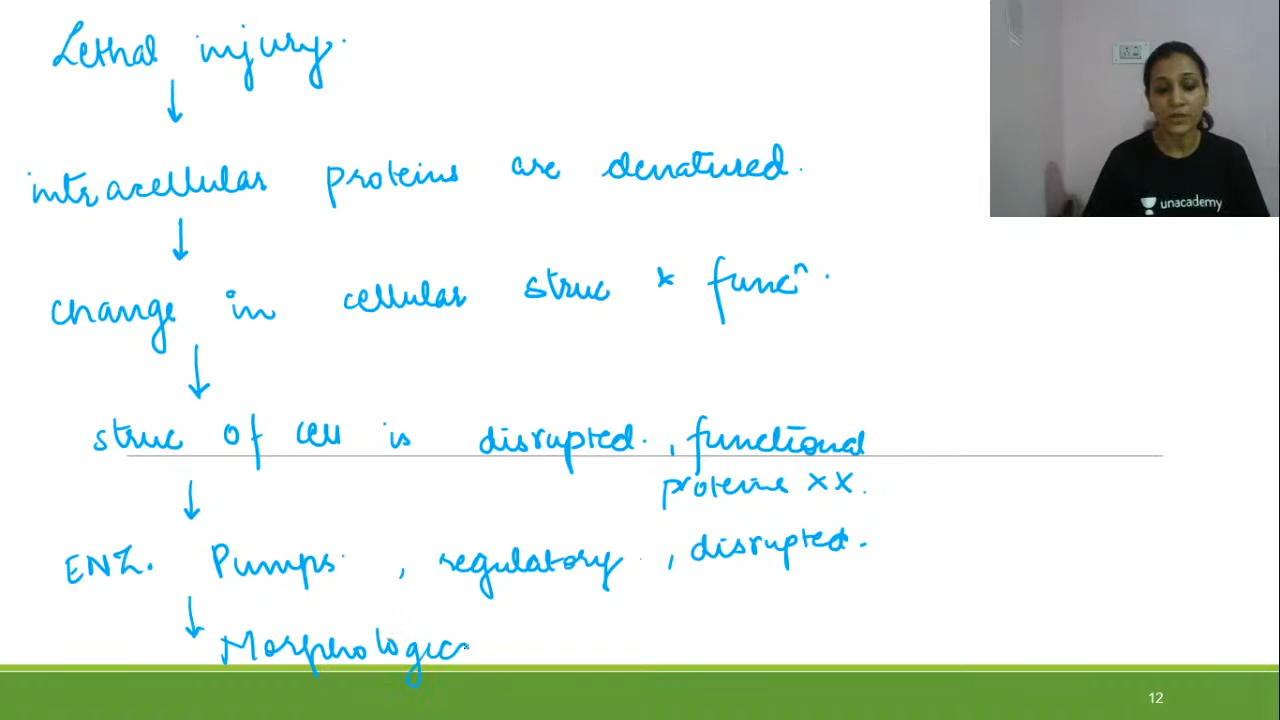 Lethal injury.
unacademy
intracellular proteins are denatured.
change in cellular struc & funcⁿ.
struc of cell is disrupted. , functional
proteins xx.
ENZ. Pumps. , regulatory , disrupted.
Morphologic
12